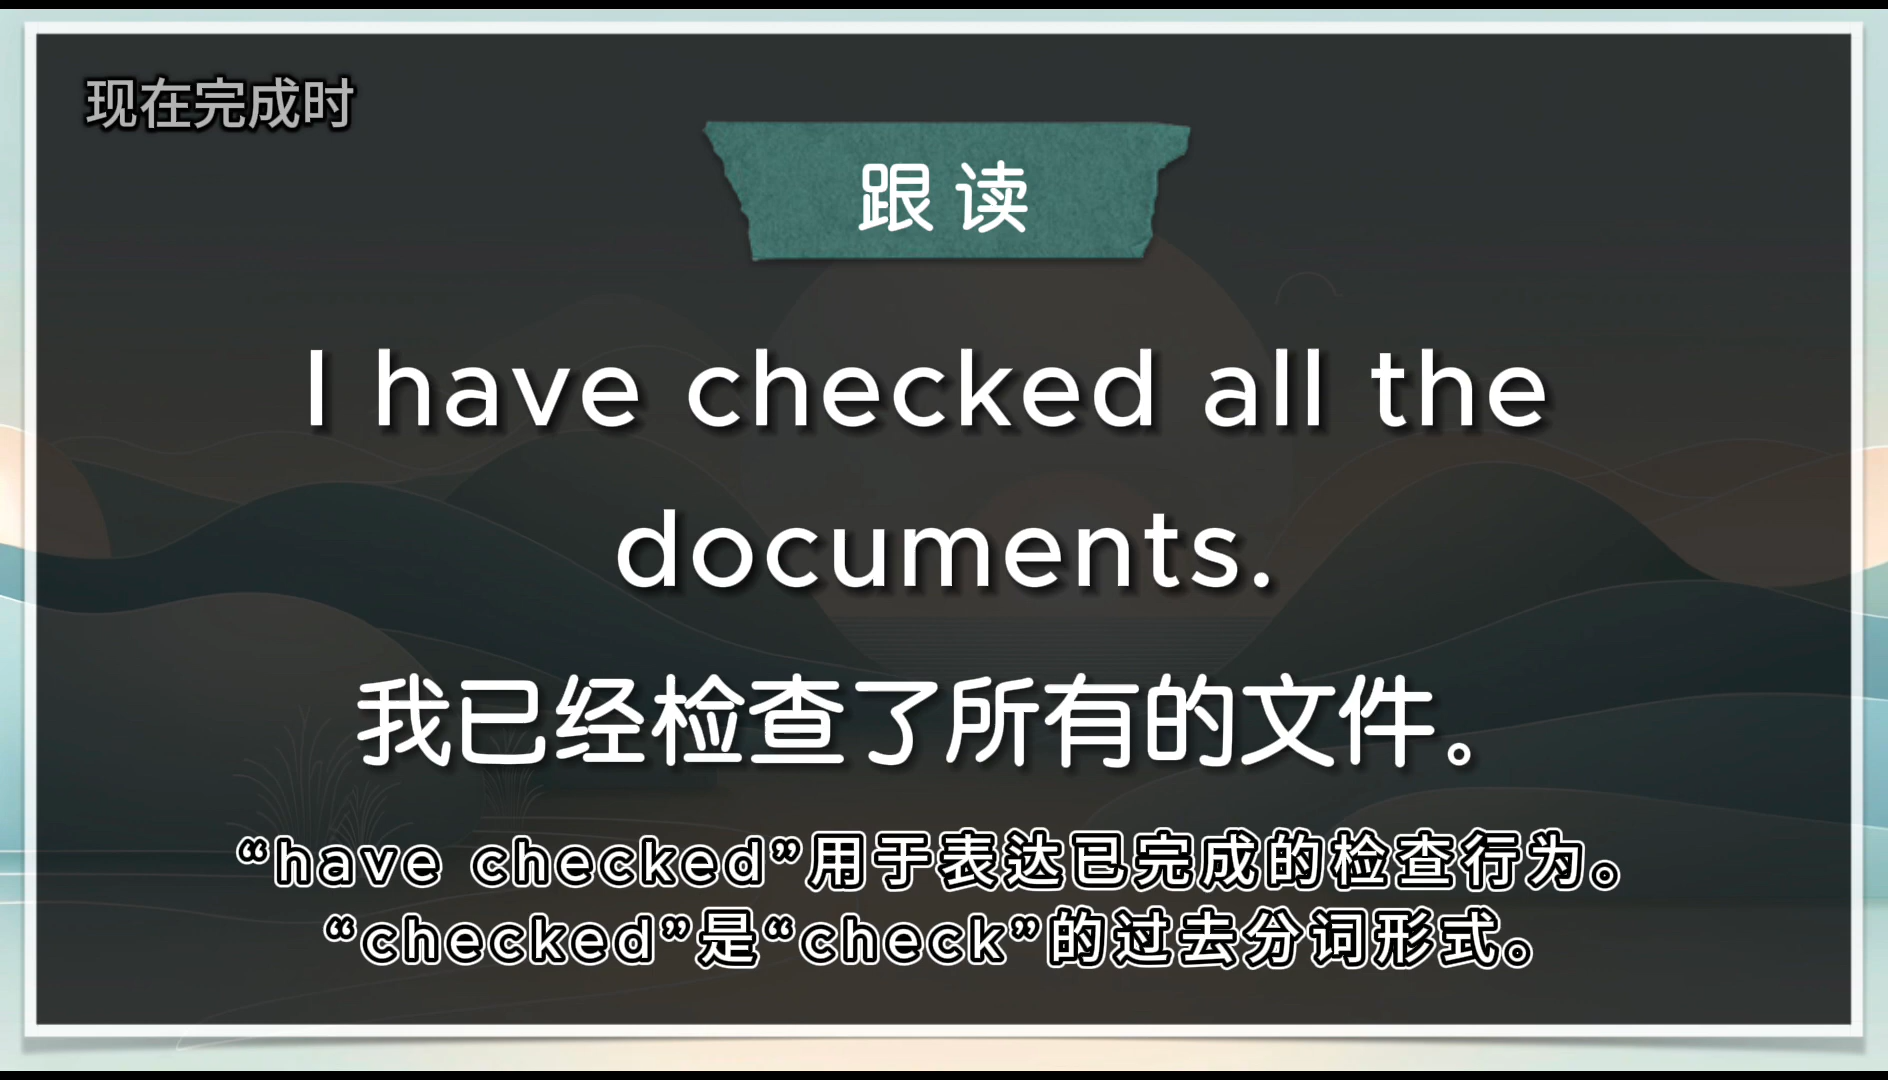 现在完成时
跟读
I have checked all the
documents.
我已经检查了所有的文件。
“have checked”用于表达已完成的检查行为。
“checked”是“check”的过去分词形式。